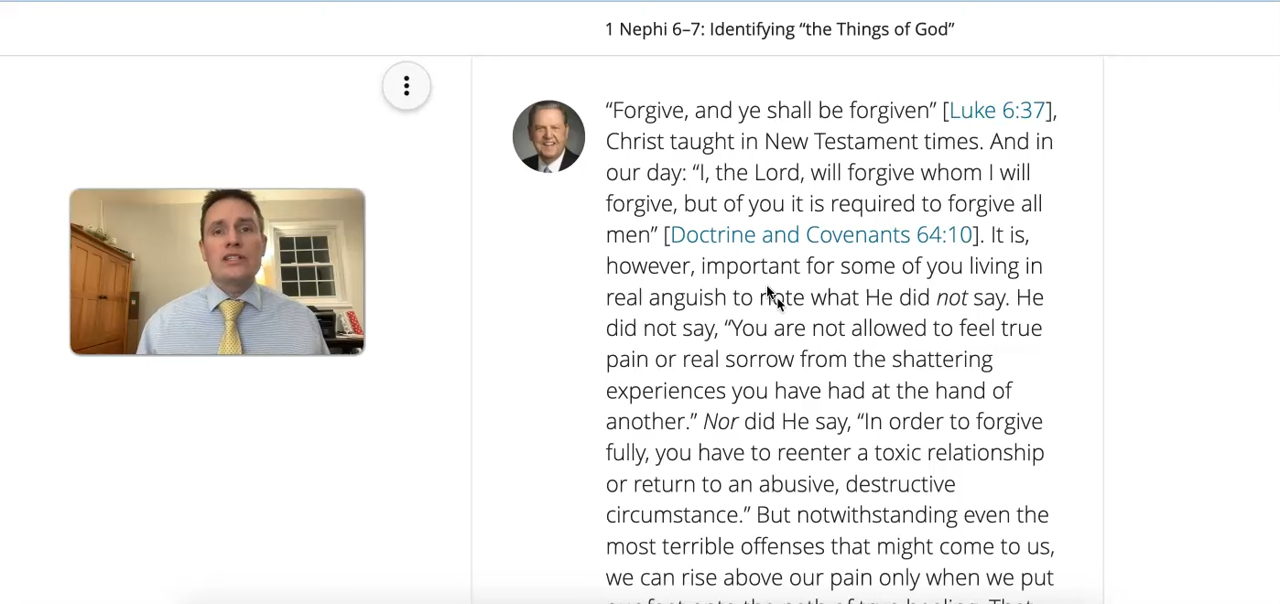 1 Nephi 6–7: Identifying “the Things of God”
“Forgive, and ye shall be forgiven” [Luke 6:37],
Christ taught in New Testament times. And in
our day: “I, the Lord, will forgive whom I will
forgive, but of you it is required to forgive all
men” [Doctrine and Covenants 64:10]. It is,
however, important for some of you living in
real anguish to note what He did not say. He
did not say, “You are not allowed to feel true
pain or real sorrow from the shattering
experiences you have had at the hand of
another.” Nor did He say, “In order to forgive
fully, you have to reenter a toxic relationship
or return to an abusive, destructive
circumstance.” But notwithstanding even the
most terrible offenses that might come to us,
we can rise above our pain only when we put